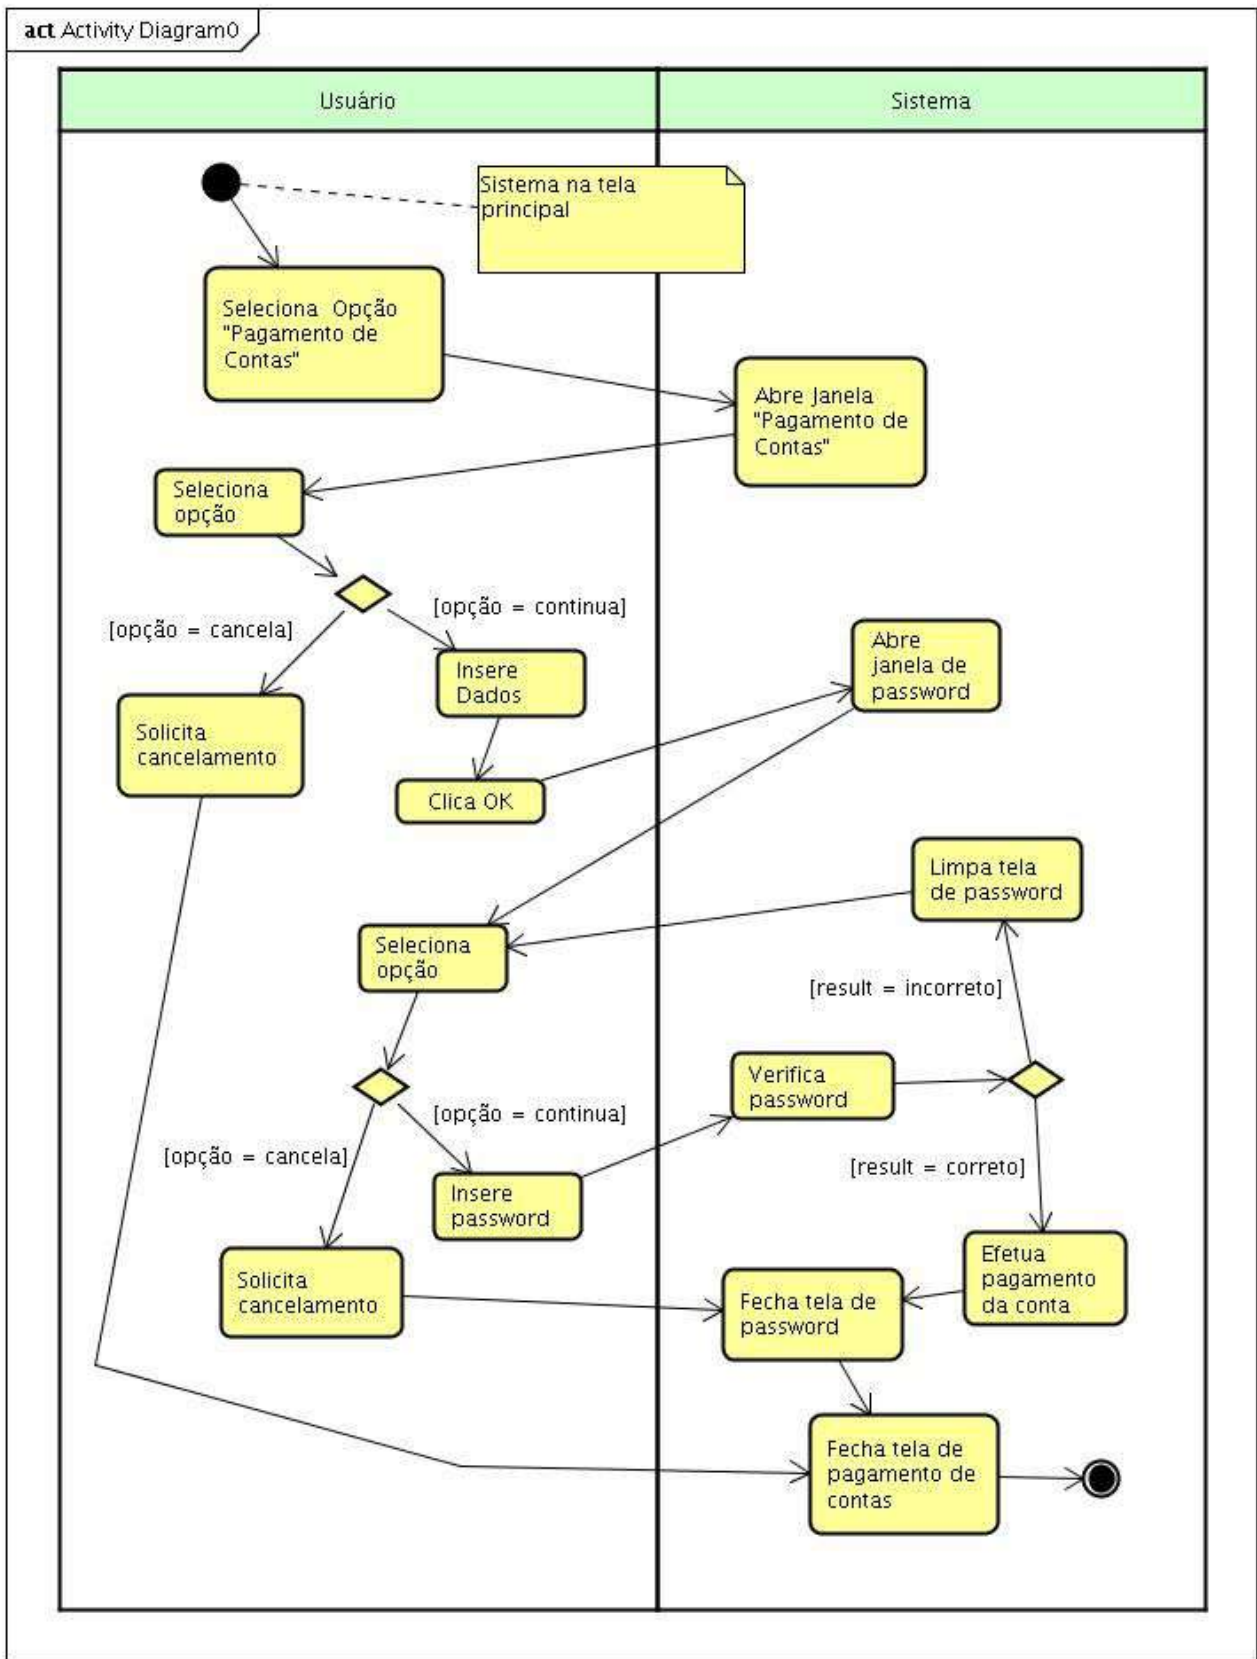 act Activity Diagram0
Usuário
Sistema
Sistema na tela
principal
Seleciona Opção
"Pagamento de
Contas"
Abre Janela
"Pagamento de
Contas"
Seleciona
opção
[opção = continua]
[opção = cancela]
Insere
Dados
Abre
janela de
password
Solicita
cancelamento
Clica OK
Limpa tela
de password
Seleciona
opção
[result = incorreto]
Verifica
password
[opção = continua]
[opção = cancela]
[result = correto]
Insere
password
Efetua
pagamento
da conta
Solicita
cancelamento
Fecha tela de
password
Fecha tela de
pagamento de
contas